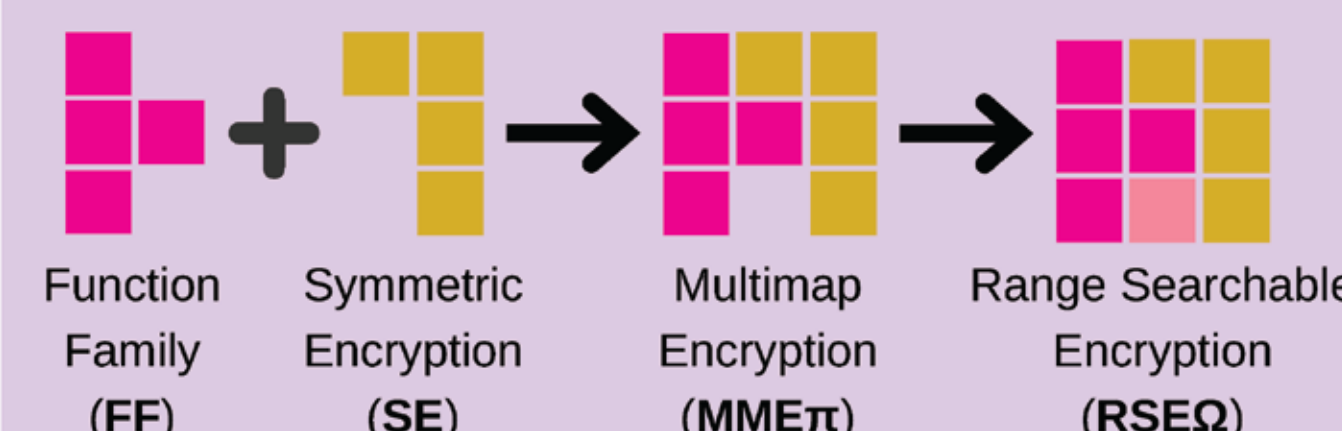 Function
Family
(FF)
Symmetric
Encryption
(SE)
Multimap
Encryption
(MMEπ)
Range Searchable
Encryption
(RSEΩ)